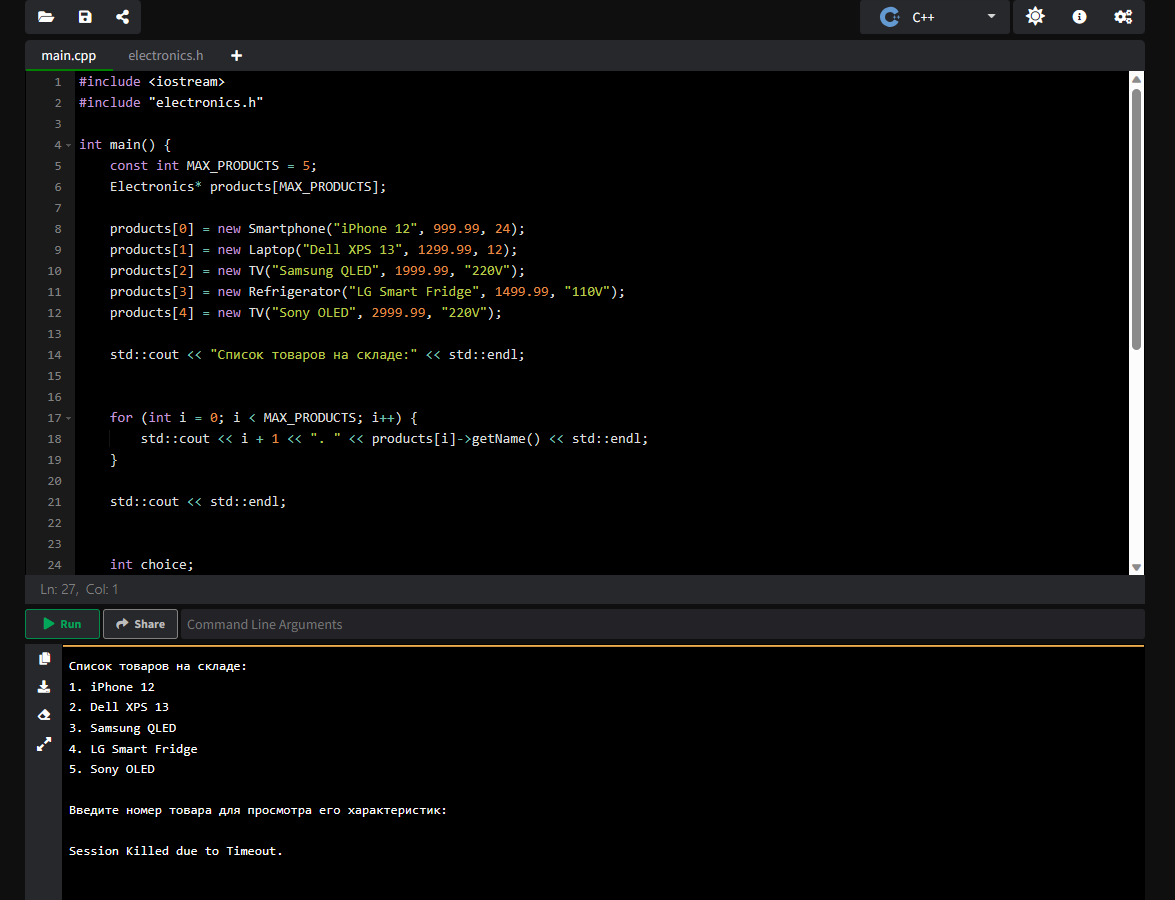 C++
main.cpp electronics.h +
1 #include <iostream>
2 #include "electronics.h"
3
4 int main() {
5 const int MAX_PRODUCTS = 5;
6 Electronics* products[MAX_PRODUCTS];
7
8 products[0] = new Smartphone("iPhone 12", 999.99, 24);
9 products[1] = new Laptop("Dell XPS 13", 1299.99, 12);
10 products[2] = new TV("Samsung QLED", 1999.99, "220V");
11 products[3] = new Refrigerator("LG Smart Fridge", 1499.99, "110V");
12 products[4] = new TV("Sony OLED", 2999.99, "220V");
13
14 std::cout << "Список товаров на складе:" << std::endl;
15
16
17 for (int i = 0; i < MAX_PRODUCTS; i++) {
18 std::cout << i + 1 << ". " << products[i]->getName() << std::endl;
19 }
20
21 std::cout << std::endl;
22
23
24 int choice;
Ln: 27, Col: 1
Run Share Command Line Arguments
Список товаров на складе:
1. iPhone 12
2. Dell XPS 13
3. Samsung QLED
4. LG Smart Fridge
5. Sony OLED
Введите номер товара для просмотра его характеристик:
Session Killed due to Timeout.